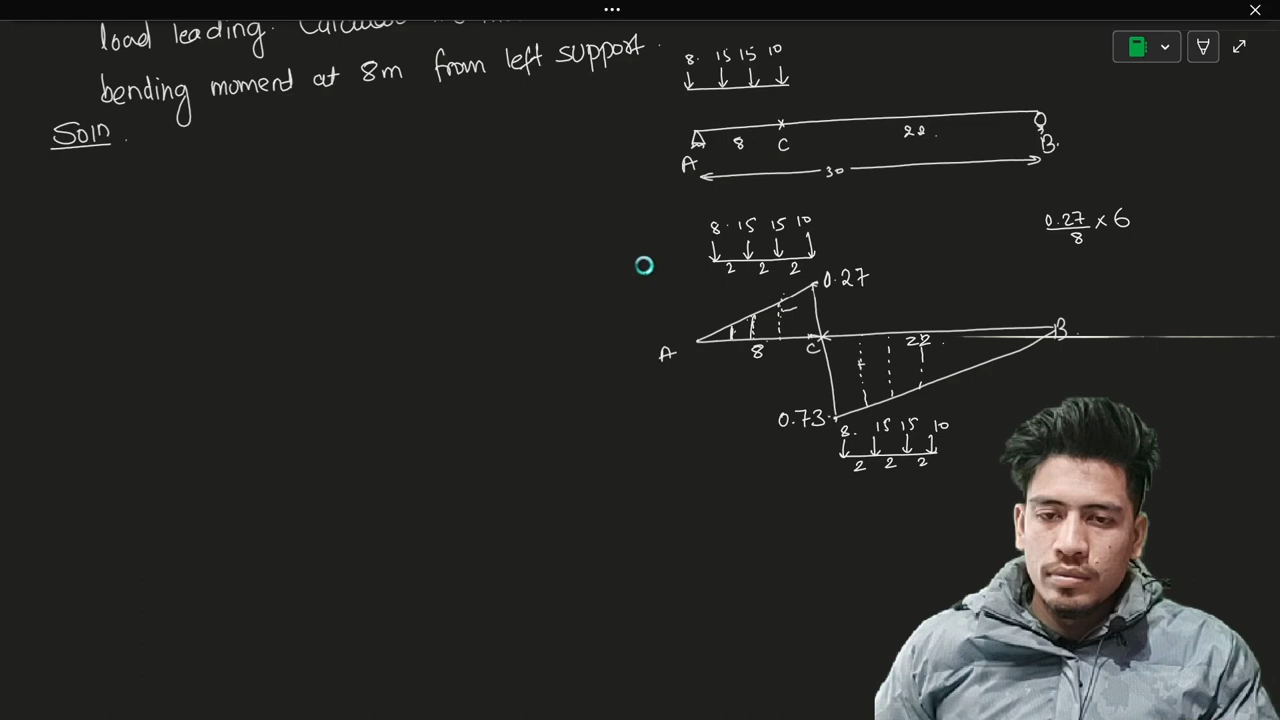 load leading. Calculate
bending moment at 8m from left support.
Soln.
8. 15 15 10
8 C 22.
A B.
30
0.27/8 × 6
8. 15 15 10
2 2 2
0.27
A 8 C 22. B
0.73
8. 15 15 10
2 2 2